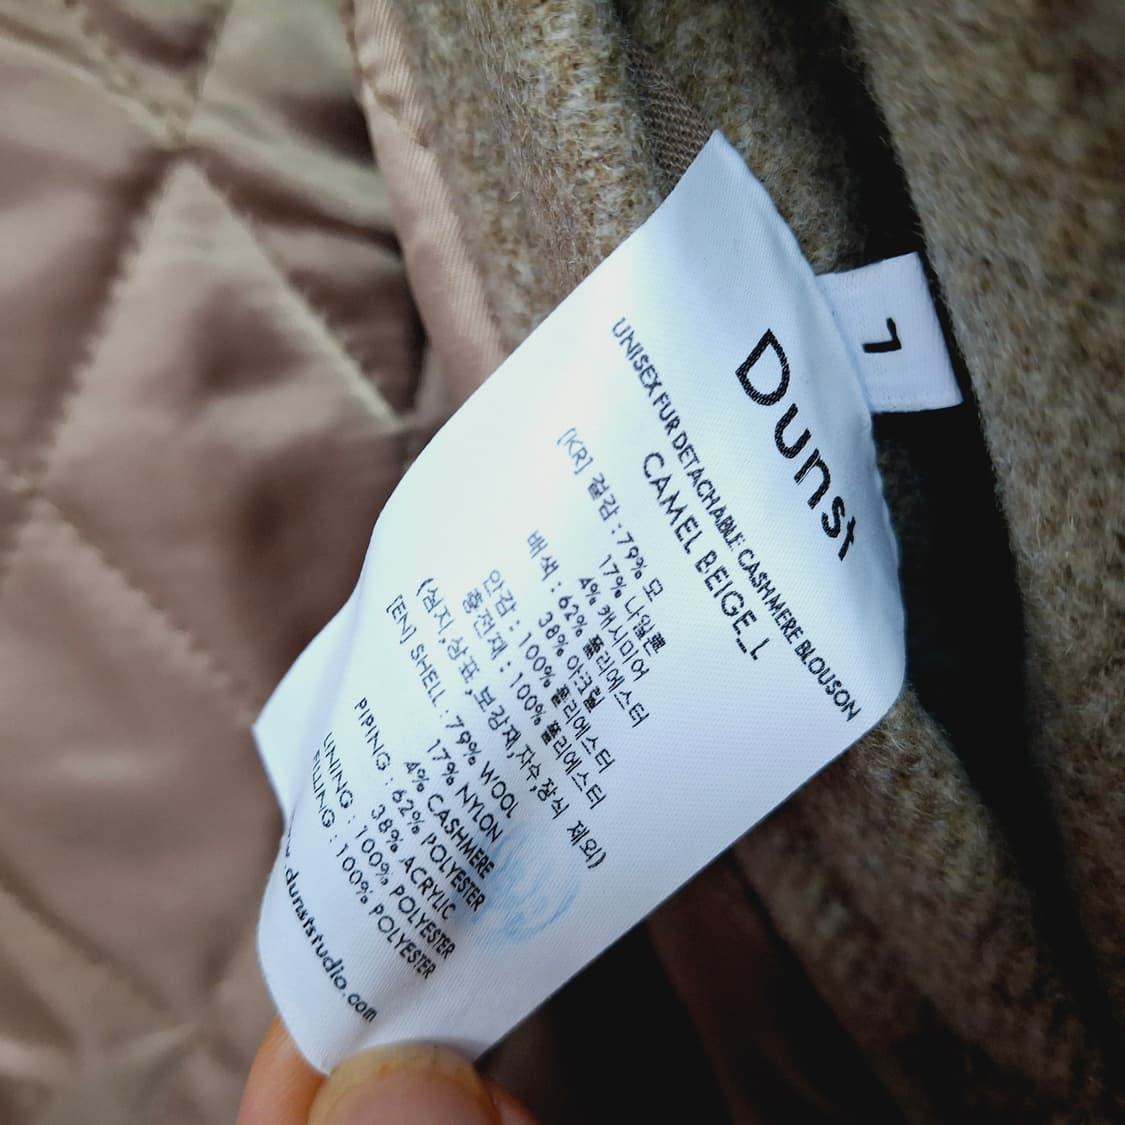 Dunst
UNISEX FUR DETACHABLE CASHMERE BLOUSON
CAMEL BEIGE_L
[KR] 겉감 : 79% 모
17% 나일론
4% 캐시미어
배색 : 62% 폴리에스터
38% 아크릴
안감 : 100% 폴리에스터
충전재 : 100% 폴리에스터
(심지,상표,보강재,자수,장식 제외)
[EN] SHELL : 79% WOOL
17% NYLON
4% CASHMERE
PIPING : 62% POLYESTER
38% ACRYLIC
LINING : 100% POLYESTER
FILLING : 100% POLYESTER
.dunststudio.com
L